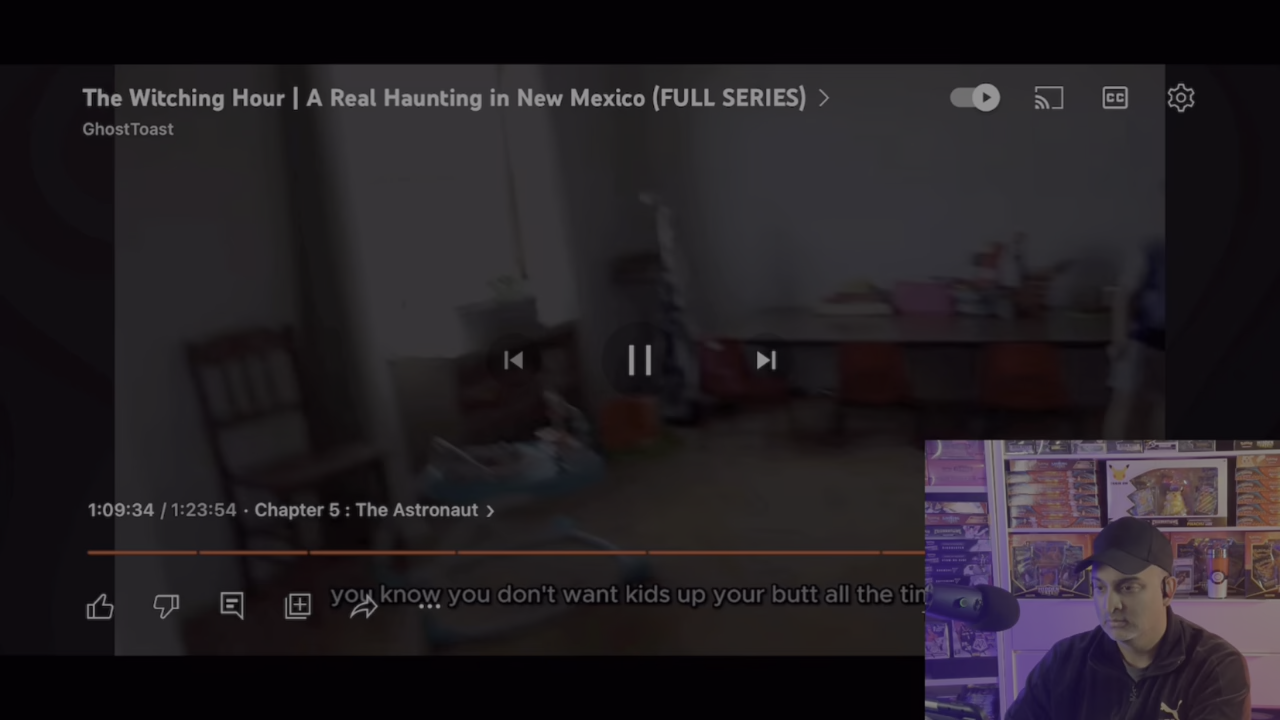 The Witching Hour | A Real Haunting in New Mexico (FULL SERIES)
GhostToast
CC
1:09:34 / 1:23:54 · Chapter 5 : The Astronaut
you know you don't want kids up your butt all the